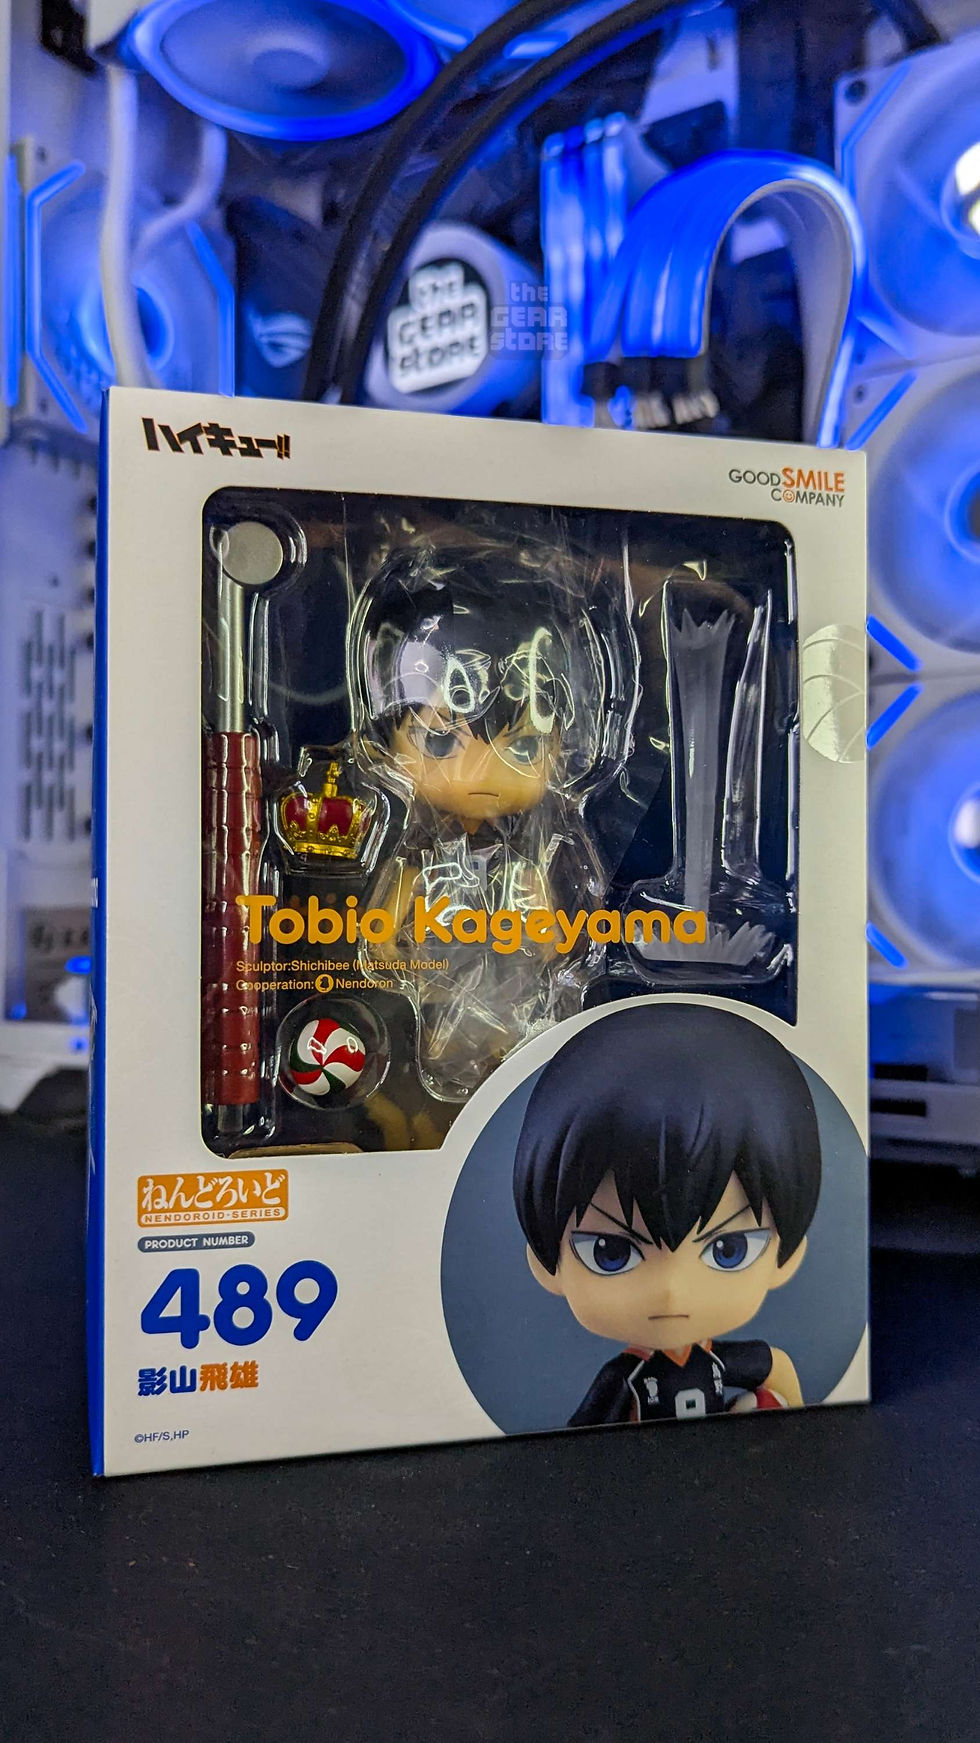 the
GEAR
STORE
the
GEAR
STORE
ハイキュー!!
GOOD SMILE
COMPANY
Tobio Kageyama
Sculptor:Shichibee (Matsuda Model)
Cooperation: Nendoron
ねんどろいど
NENDOROID・SERIES
PRODUCT NUMBER
489
影山飛雄
©HF/S,HP